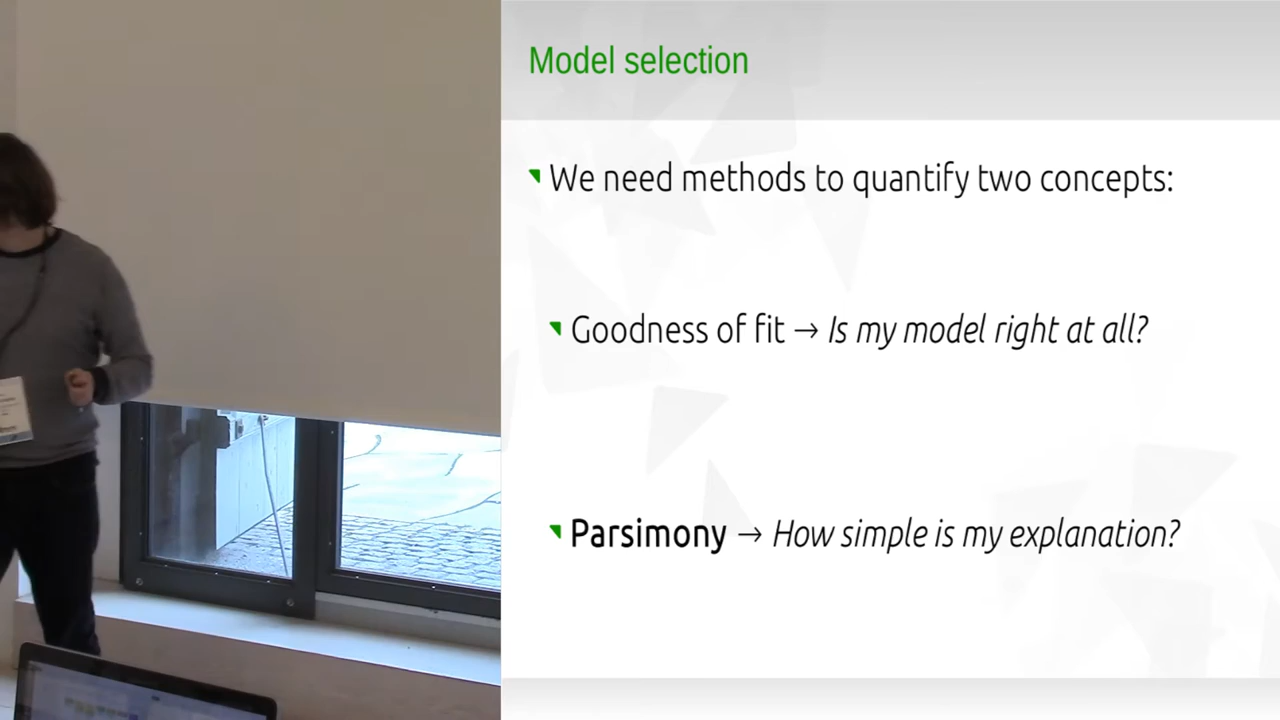 Model selection
We need methods to quantify two concepts:
Goodness of fit → Is my model right at all?
Parsimony → How simple is my explanation?